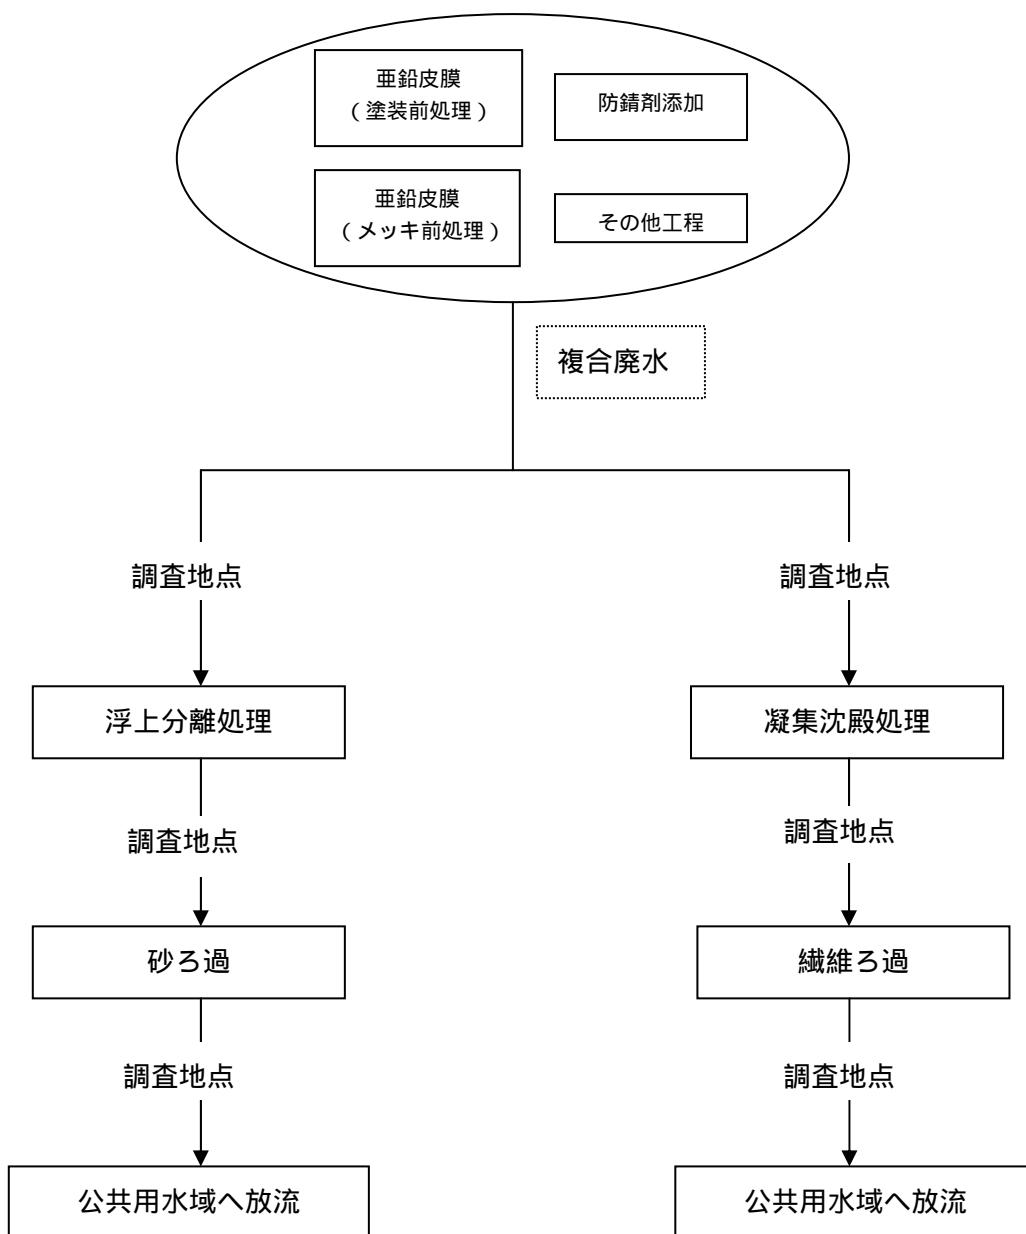 亜鉛皮膜
（塗装前処理）
防錆剤添加
亜鉛皮膜
（メッキ前処理）
その他工程
複合廃水
調査地点
調査地点
浮上分離処理
凝集沈殿処理
調査地点
調査地点
砂ろ過
繊維ろ過
調査地点
調査地点
公共用水域へ放流
公共用水域へ放流